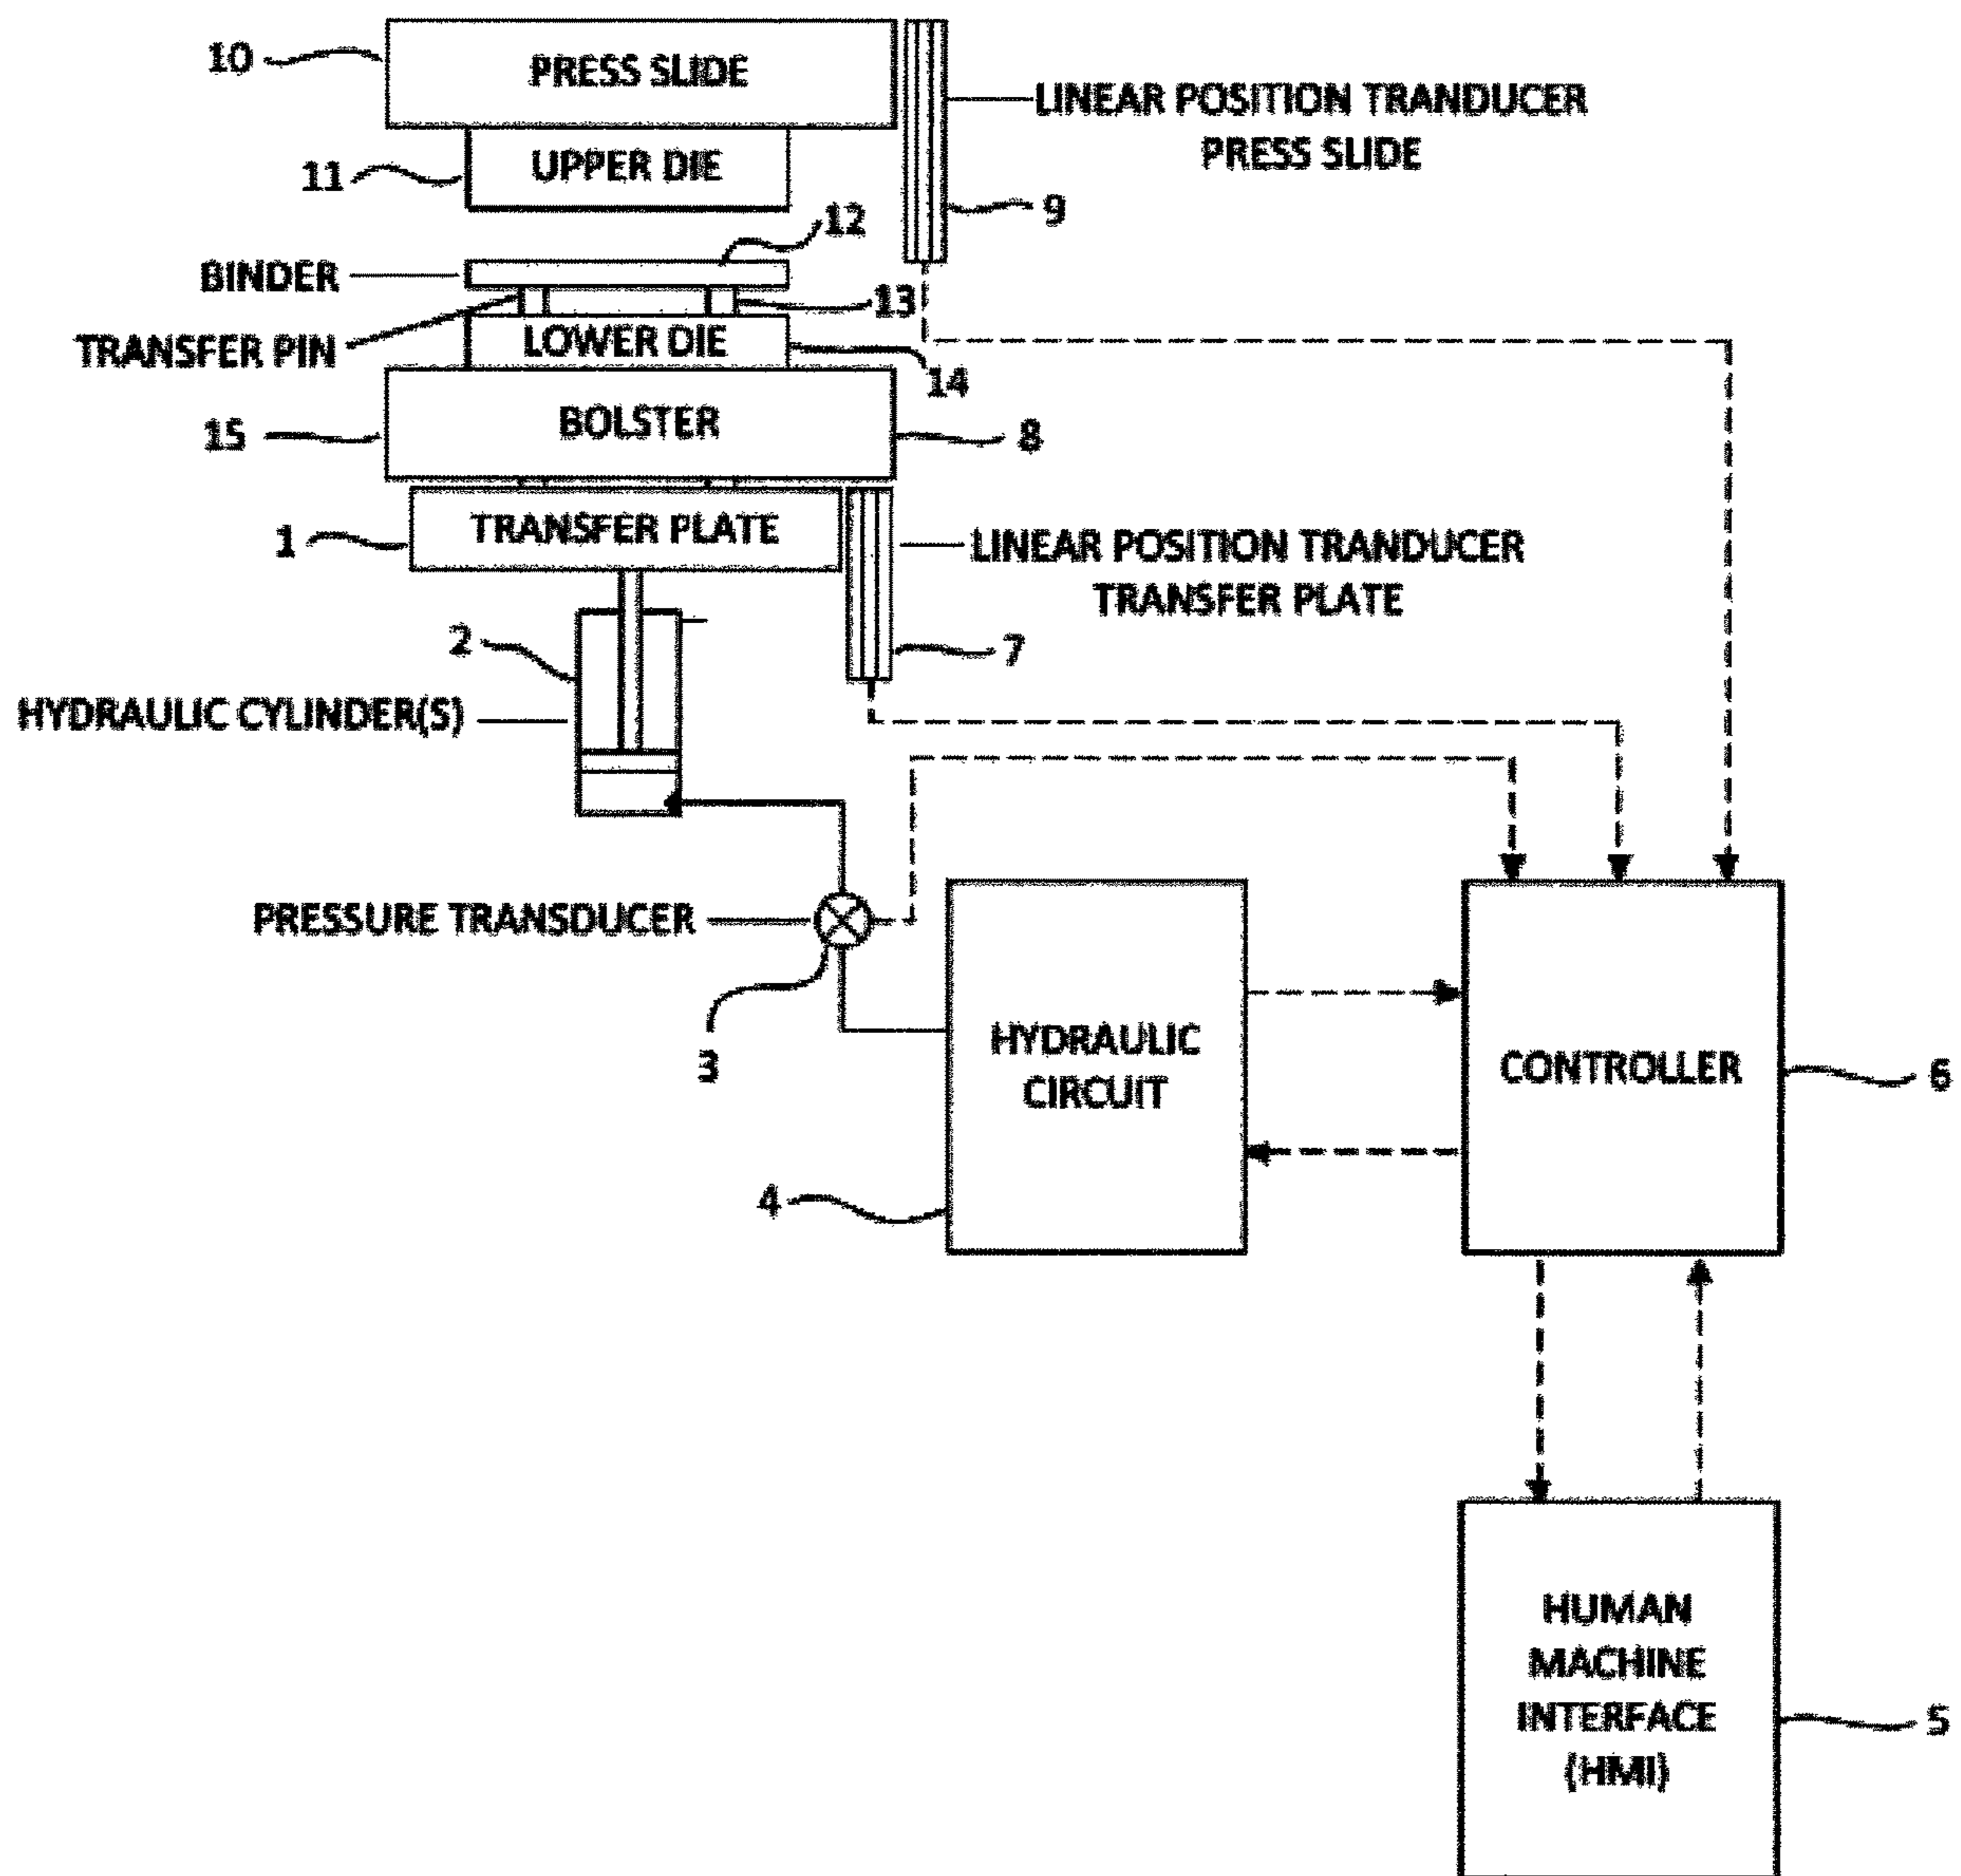 10
PRESS SLIDE
LINEAR POSITION TRANDUCER
PRESS SLIDE
11
UPPER DIE
9
12
BINDER
13
TRANSFER PIN
LOWER DIE
14
15
BOLSTER
8
1
TRANSFER PLATE
LINEAR POSITION TRANDUCER
TRANSFER PLATE
2
7
HYDRAULIC CYLINDER(S)
PRESSURE TRANSDUCER
3
HYDRAULIC
CIRCUIT
4
CONTROLLER
6
HUMAN
MACHINE
INTERFACE
(HMI)
5